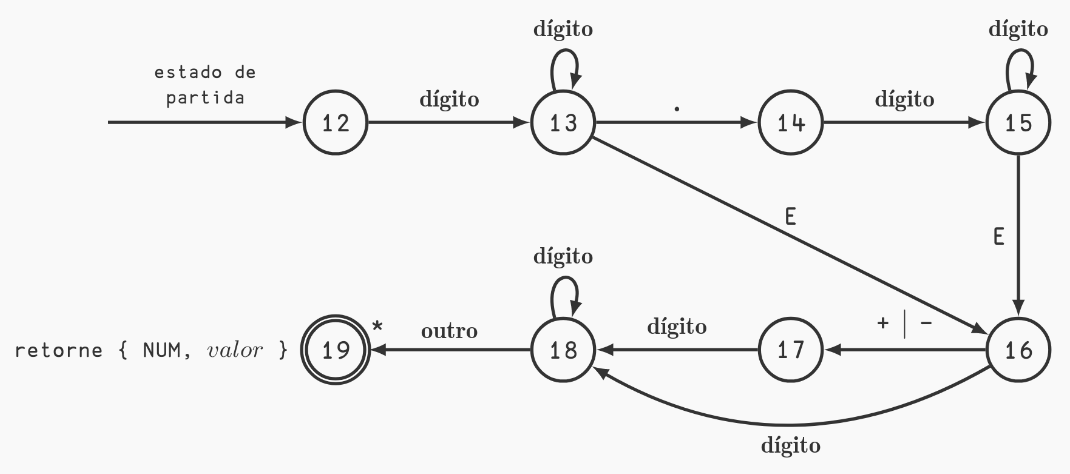 dígito
dígito
estado de
partida
dígito
.
dígito
12
13
14
15
E
E
dígito
+ | −
*
outro
dígito
retorne { NUM, valor }
19
18
17
16
dígito